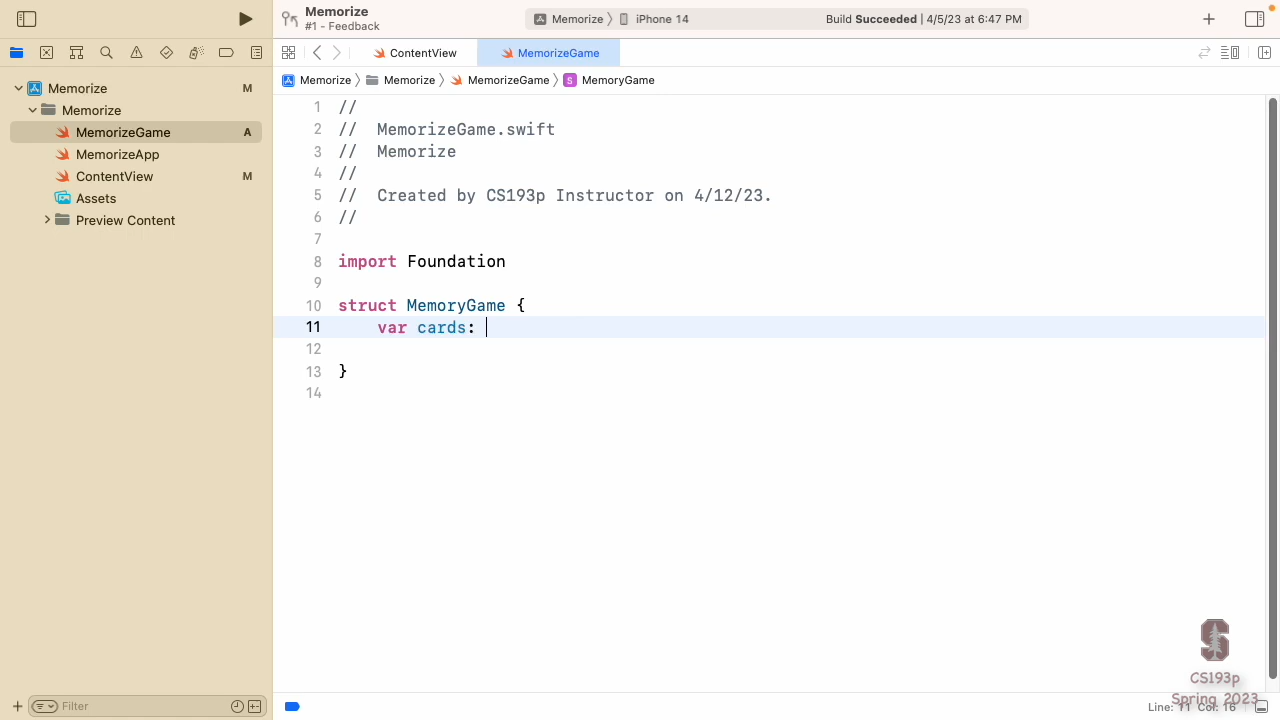 Memorize
#1 - Feedback
Memorize 〉 iPhone 14
Build Succeeded | 4/5/23 at 6:47 PM
ContentView
MemorizeGame
Memorize 〉 Memorize 〉 MemorizeGame 〉 S MemoryGame
Memorize M
Memorize
MemorizeGame A
MemorizeApp
ContentView M
Assets
Preview Content
1 //
2 //  MemorizeGame.swift
3 //  Memorize
4 //
5 //  Created by CS193p Instructor on 4/12/23.
6 //
7
8 import Foundation
9
10 struct MemoryGame {
11     var cards:
12
13 }
14
Filter
CS193p
Spring 2023
Line: 11 Col: 16